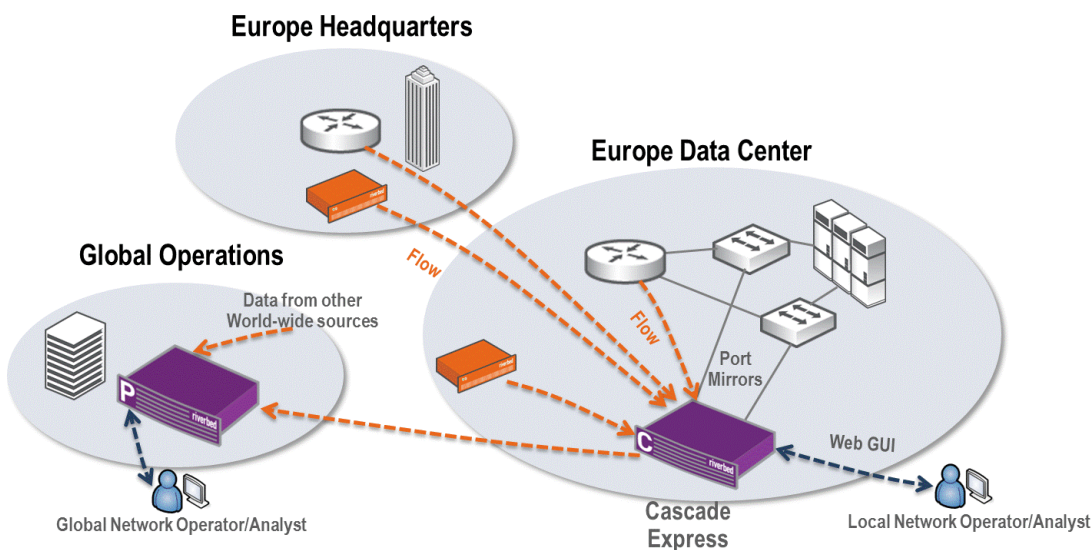 Europe Headquarters
Europe Data Center
Flow
Global Operations
Data from other
World-wide sources
Flow
Port
Mirrors
P
riverbed
C
riverbed
Web GUI
Cascade
Express
Global Network Operator/Analyst
Local Network Operator/Analyst